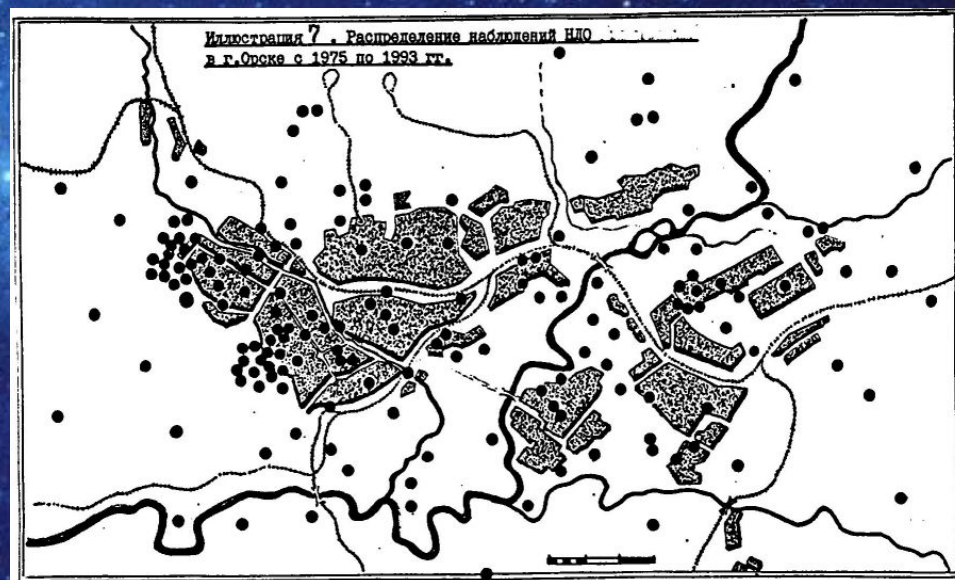 Иллюстрация 7 . Распределение наблюдений НЛО
в г.Орске с 1975 по 1993 гг.